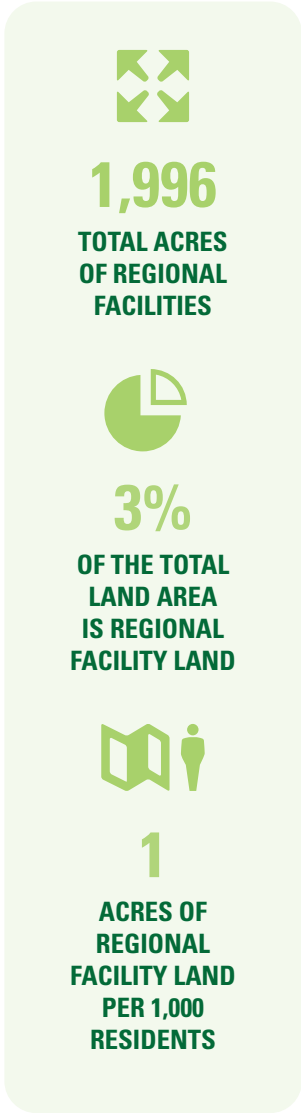 1,996
TOTAL ACRES
OF REGIONAL
FACILITIES
3%
OF THE TOTAL
LAND AREA
IS REGIONAL
FACILITY LAND
1
ACRES OF
REGIONAL
FACILITY LAND
PER 1,000
RESIDENTS